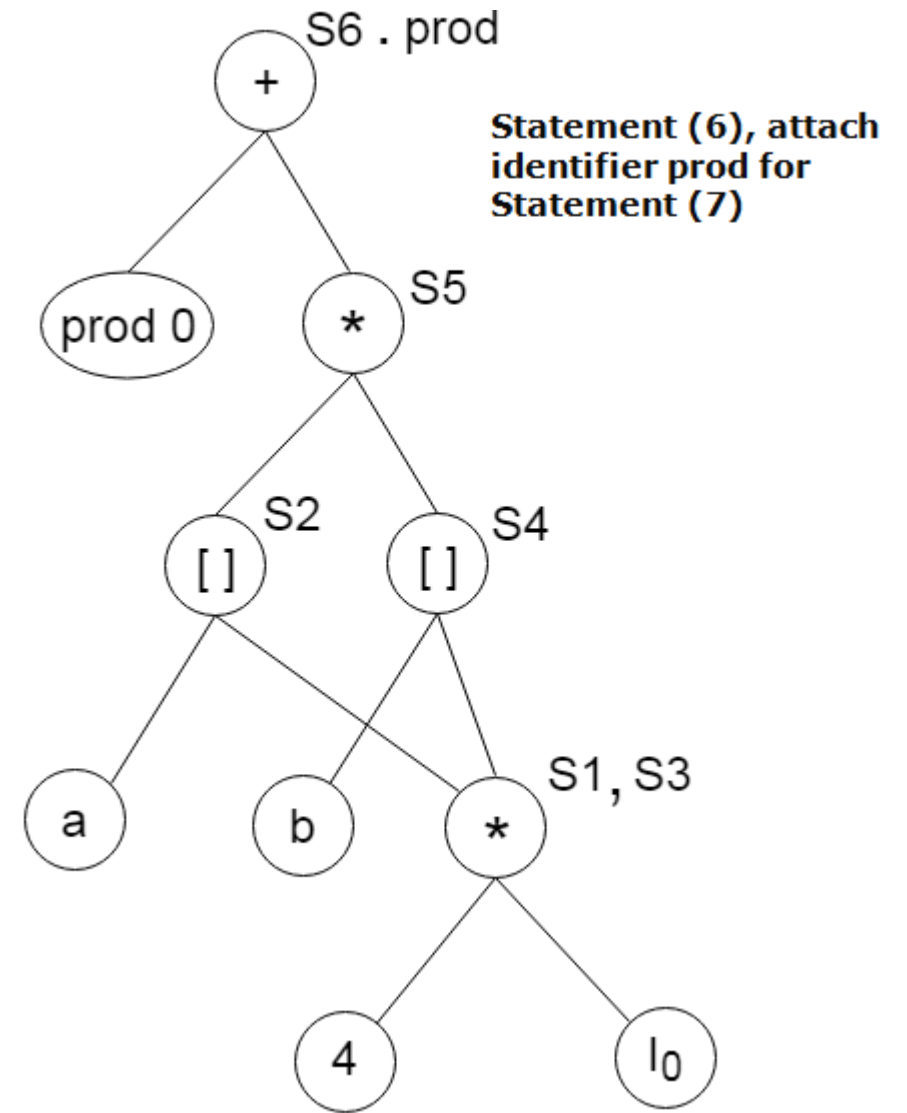 S6 . prod
+
Statement (6), attach
identifier prod for
Statement (7)
S5
prod 0
*
S2
S4
[ ]
[ ]
S1, S3
a
b
*
4
I0